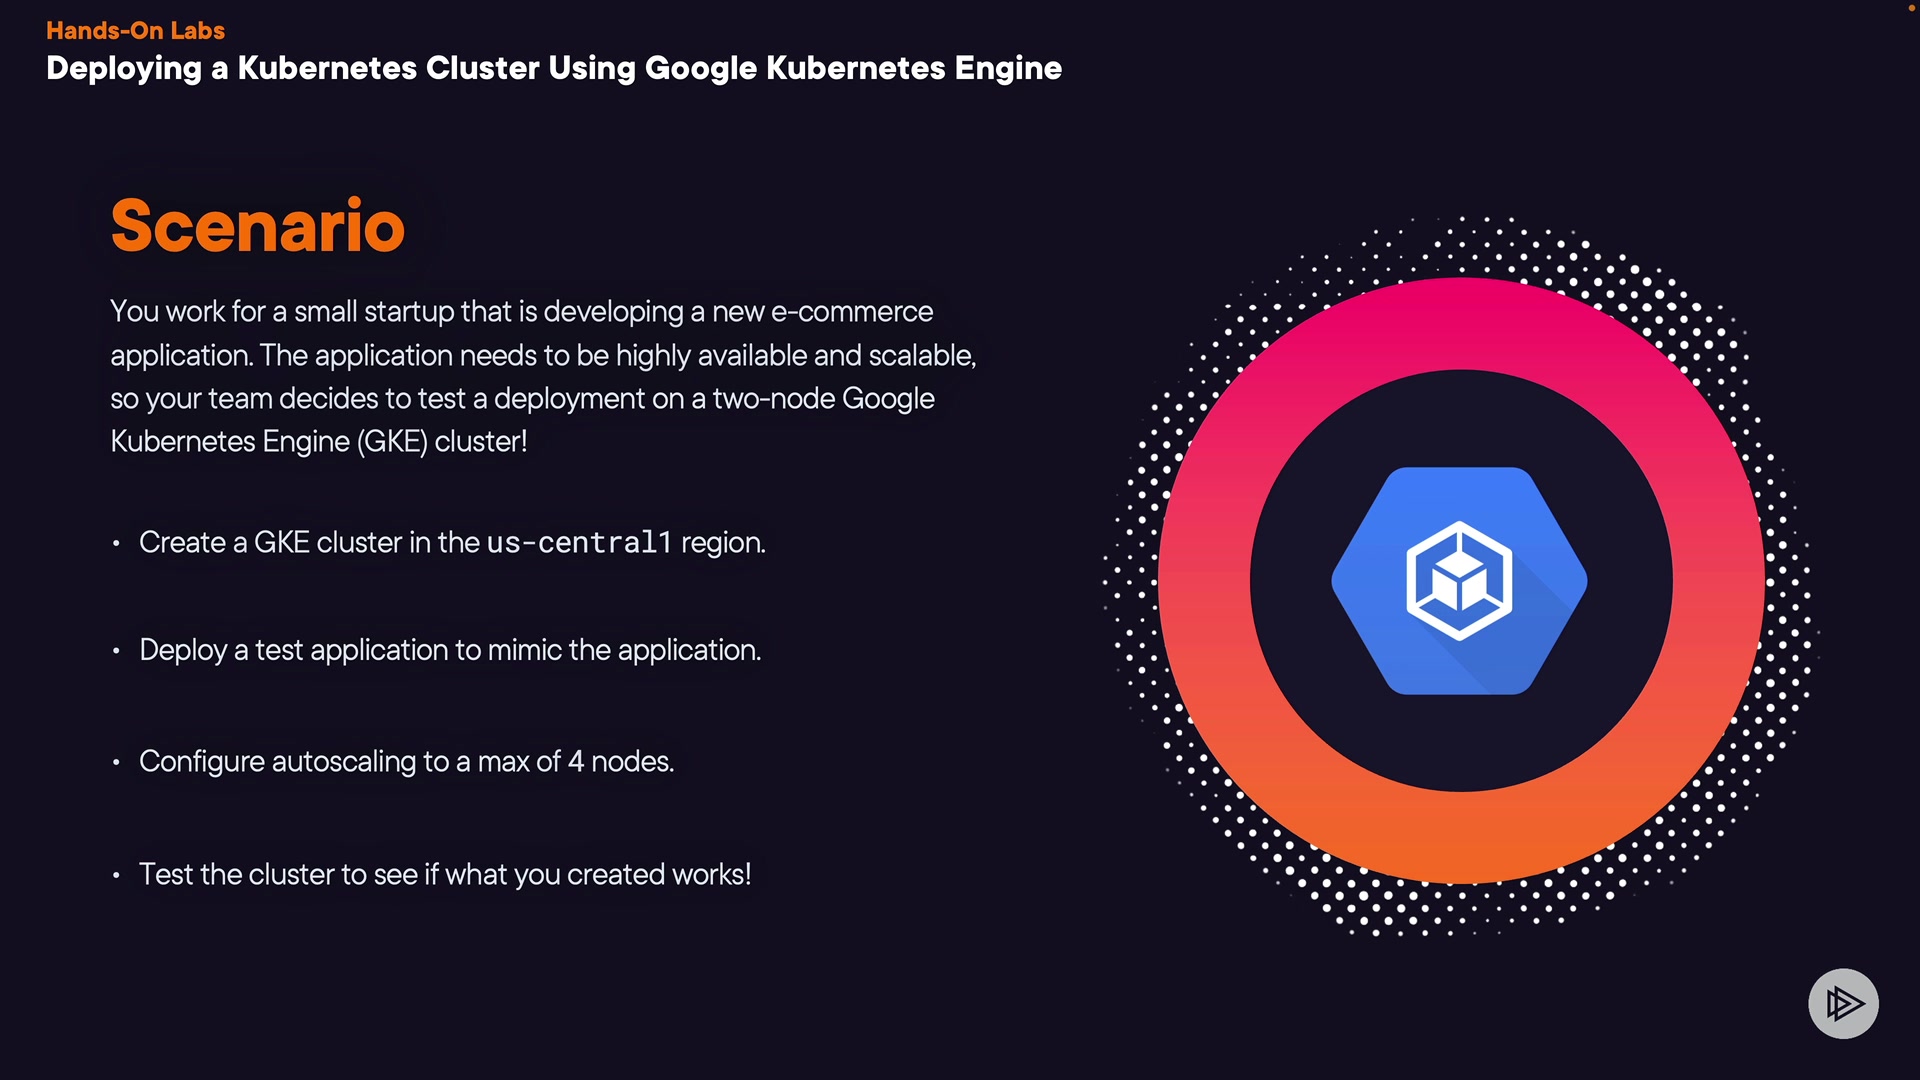 Hands-On Labs
Deploying a Kubernetes Cluster Using Google Kubernetes Engine
Scenario
You work for a small startup that is developing a new e-commerce
application. The application needs to be highly available and scalable,
so your team decides to test a deployment on a two-node Google
Kubernetes Engine (GKE) cluster!
• Create a GKE cluster in the us-central1 region.
• Deploy a test application to mimic the application.
• Configure autoscaling to a max of 4 nodes.
• Test the cluster to see if what you created works!